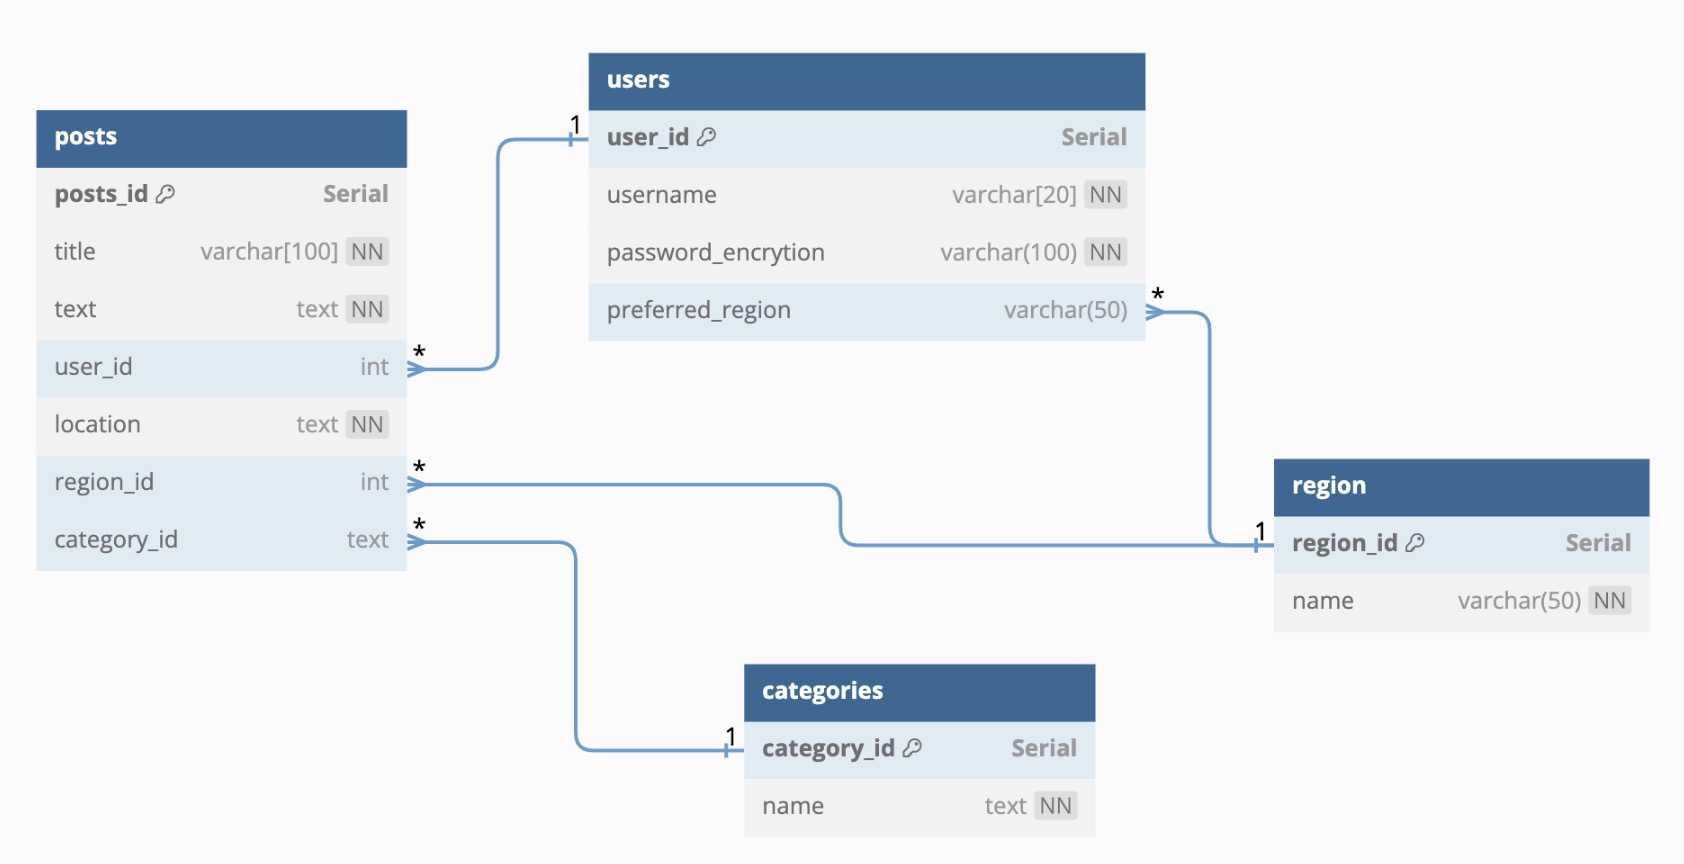 posts
posts_id Serial
title varchar[100] NN
text text NN
user_id int
location text NN
region_id int
category_id text
*
*
*
users
1
user_id Serial
username varchar[20] NN
password_encrytion varchar(100) NN
preferred_region varchar(50)
*
region
1
region_id Serial
name varchar(50) NN
categories
1
category_id Serial
name text NN